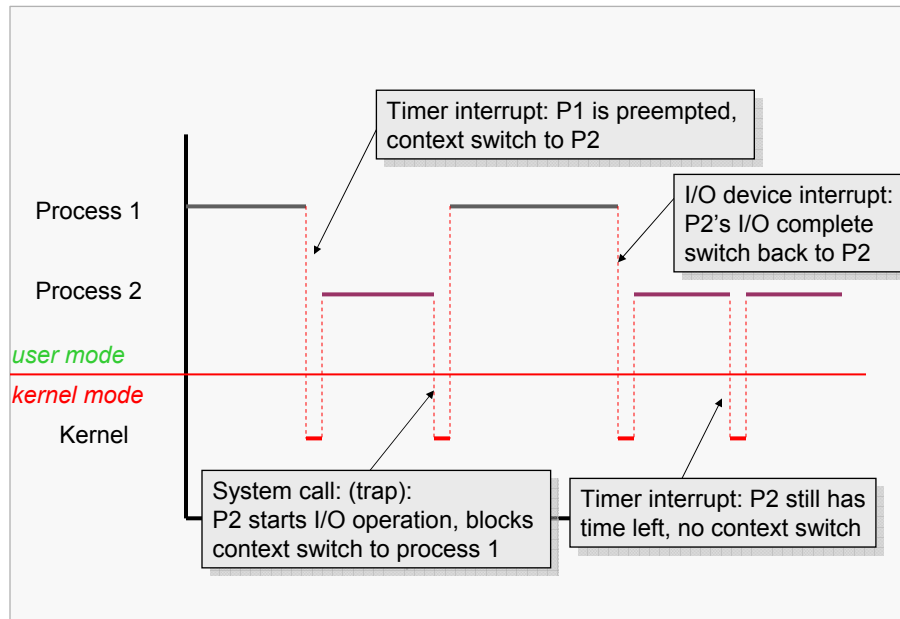 Timer interrupt: P1 is preempted,
context switch to P2
Process 1
I/O device interrupt:
P2’s I/O complete
switch back to P2
Process 2
user mode
kernel mode
Kernel
System call: (trap):
P2 starts I/O operation, blocks
context switch to process 1
Timer interrupt: P2 still has
time left, no context switch